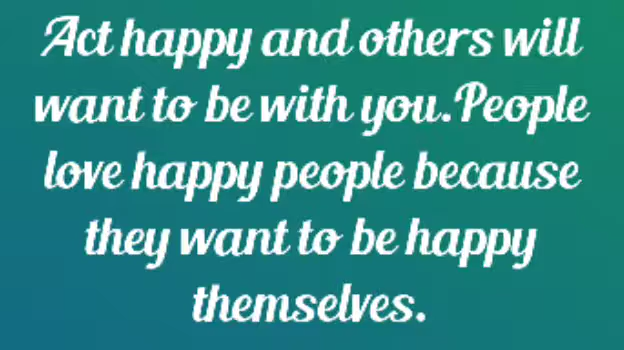 Act happy and others will
want to be with you.People
love happy people because
they want to be happy
themselves.